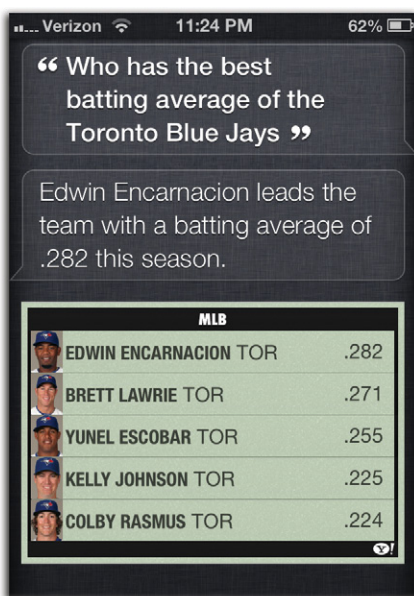 Verizon 11:24 PM 62%
“ Who has the best
batting average of the
Toronto Blue Jays ”
Edwin Encarnacion leads the
team with a batting average of
.282 this season.
MLB
EDWIN ENCARNACION TOR .282
BRETT LAWRIE TOR .271
YUNEL ESCOBAR TOR .255
KELLY JOHNSON TOR .225
COLBY RASMUS TOR .224
Y!